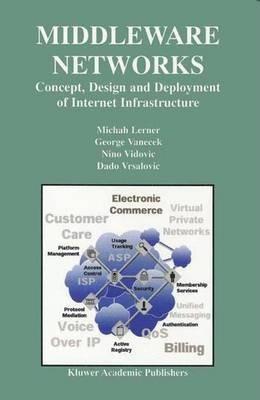 MIDDLEWARE
NETWORKS
Concept, Design and Deployment
of Internet Infrastructure
Michah Lerner
George Vanecek
Nino Vidovic
Dado Vrsalovic
Electronic
Commerce
Customer
Care
Virtual
Private
Networks
Platform
Management
Usage
Tracking
ASP
Access
Control
ISP
Security
Membership
Services
Protocol
Mediation
Unified
Messaging
Voice
Over IP
QoS
Authentication
Active
Registry
Billing
Kluwer Academic Publishers